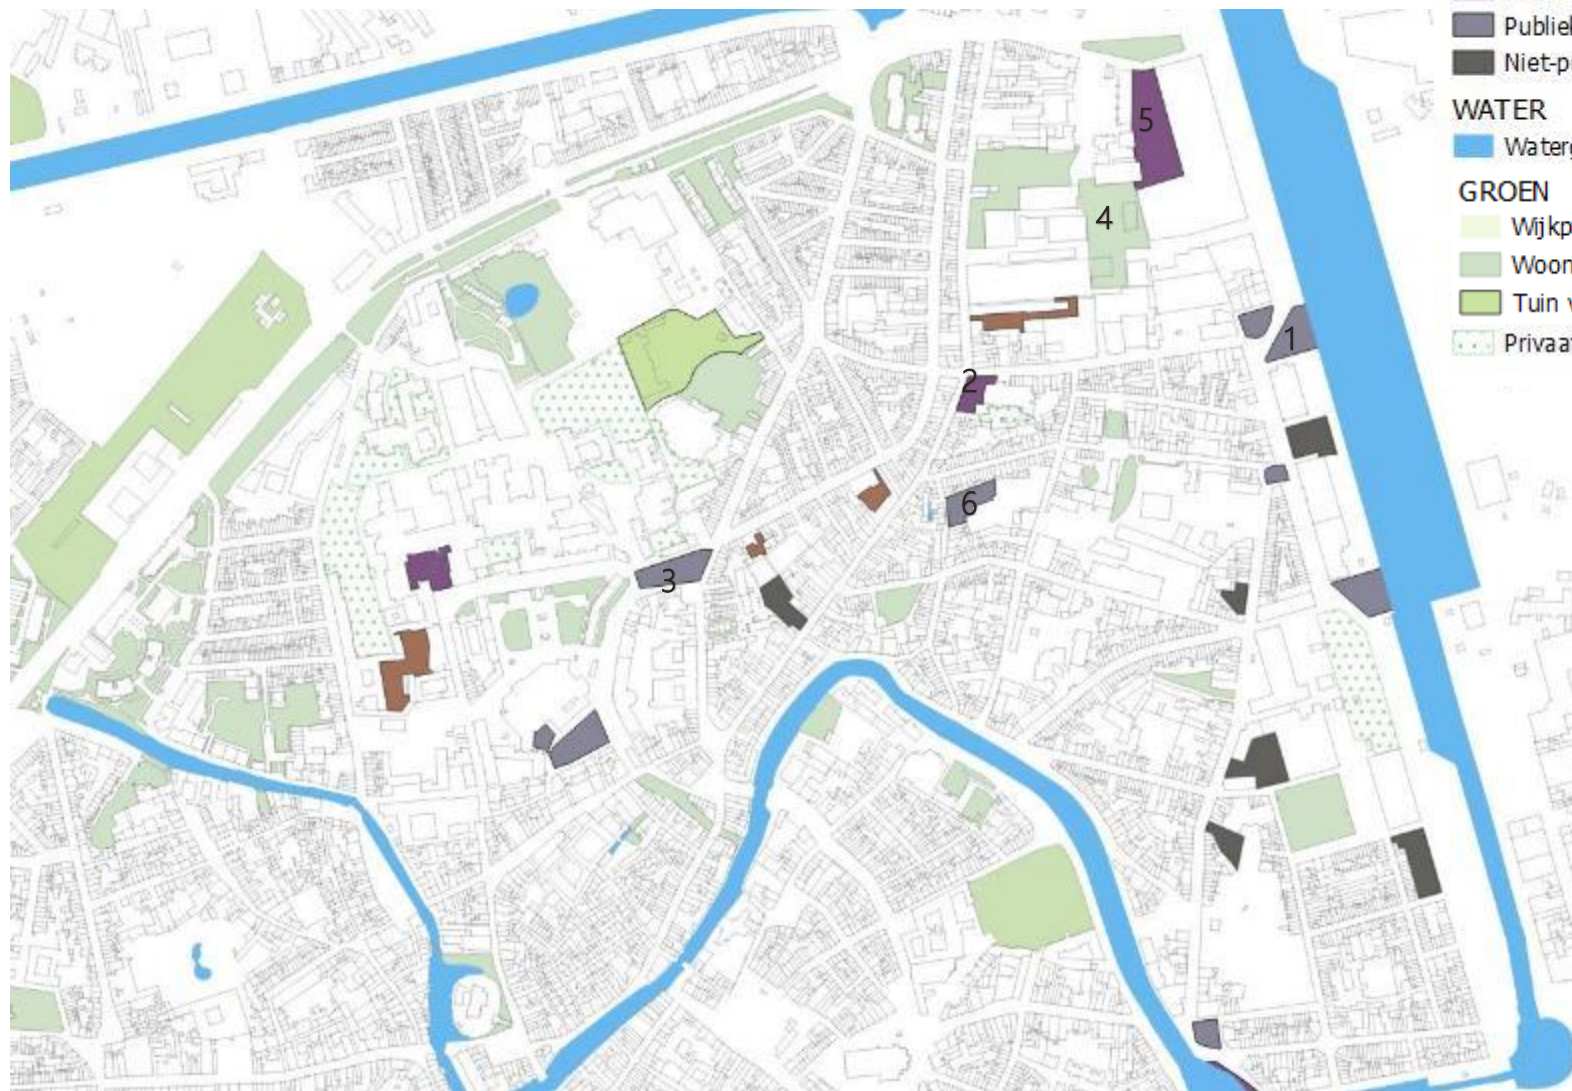 Publiek
Niet-p
WATER
Waterg
GROEN
Wijkp
Woon
Tuin v
Privaat
5
4
1
2
6
3